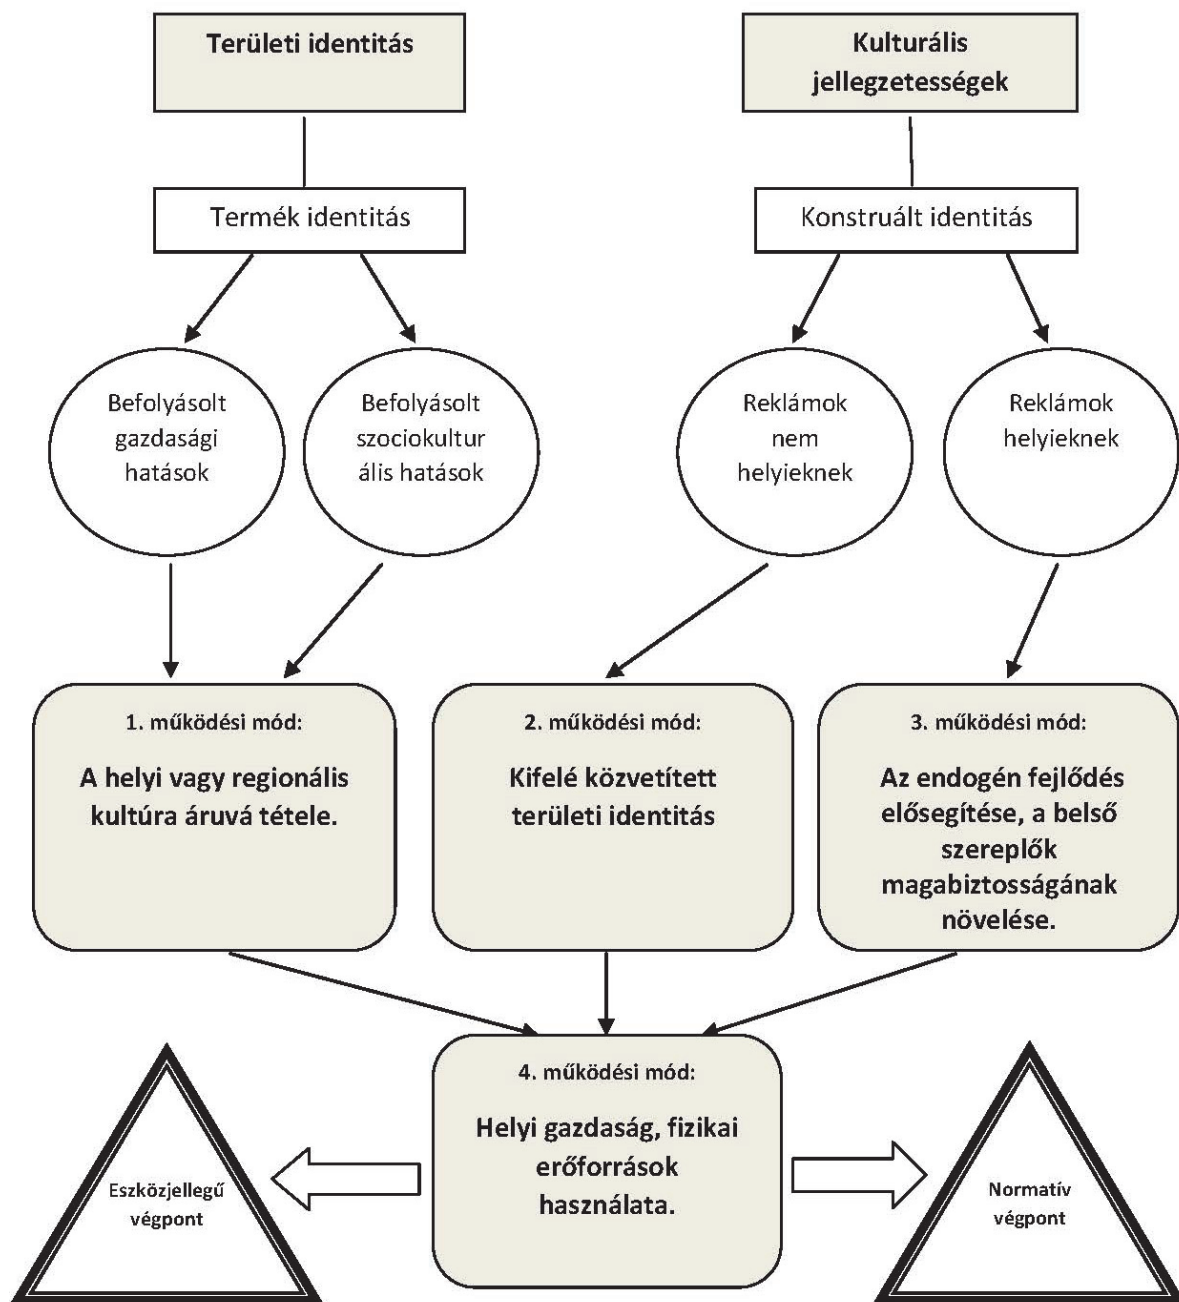 Területi identitás
Kulturális
jellegzetességek
Termék identitás
Konstruált identitás
Befolyásolt
gazdasági
hatások
Befolyásolt
szociokultur
ális hatások
Reklámok
nem
helyieknek
Reklámok
helyieknek
1. működési mód:
A helyi vagy regionális
kultúra áruvá tétele.
2. működési mód:
Kifelé közvetített
területi identitás
3. működési mód:
Az endogén fejlődés
elősegítése, a belső
szereplők
magabiztosságának
növelése.
4. működési mód:
Helyi gazdaság, fizikai
erőforrások
használata.
Eszközjellegű
végpont
Normatív
végpont